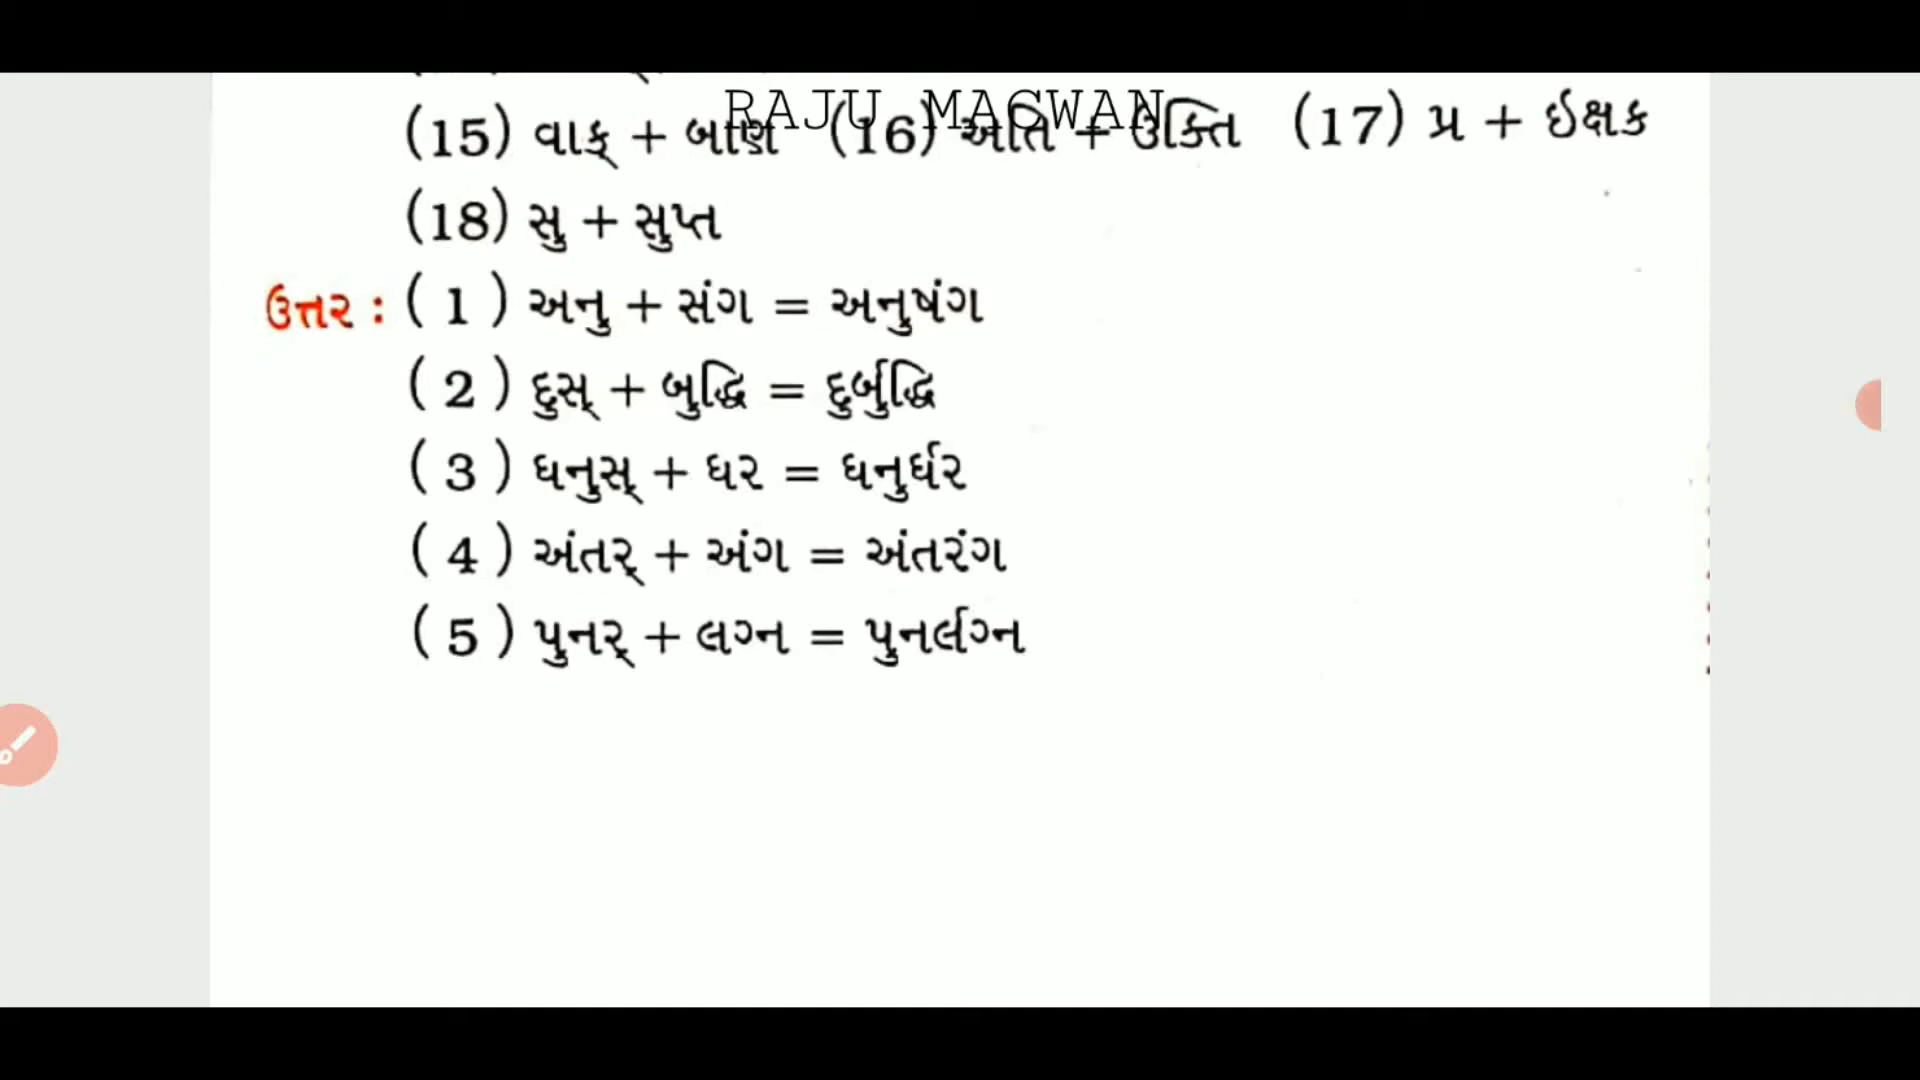 RAJU MACWAN
(15) વાક્ + બાણ (16) અતિ + ઉક્તિ (17) પ્ર + ઈક્ષક
(18) સુ + સુપ્ત
ઉત્તર : ( 1 ) અનુ + સંગ = અનુષંગ
( 2 ) દુસ્ + બુદ્ધિ = દુર્બુદ્ધિ
( 3 ) ધનુસ્ + ધર = ધનુર્ધર
( 4 ) અંતર્ + અંગ = અંતરંગ
( 5 ) પુનર્ + લગ્ન = પુનર્લગ્ન